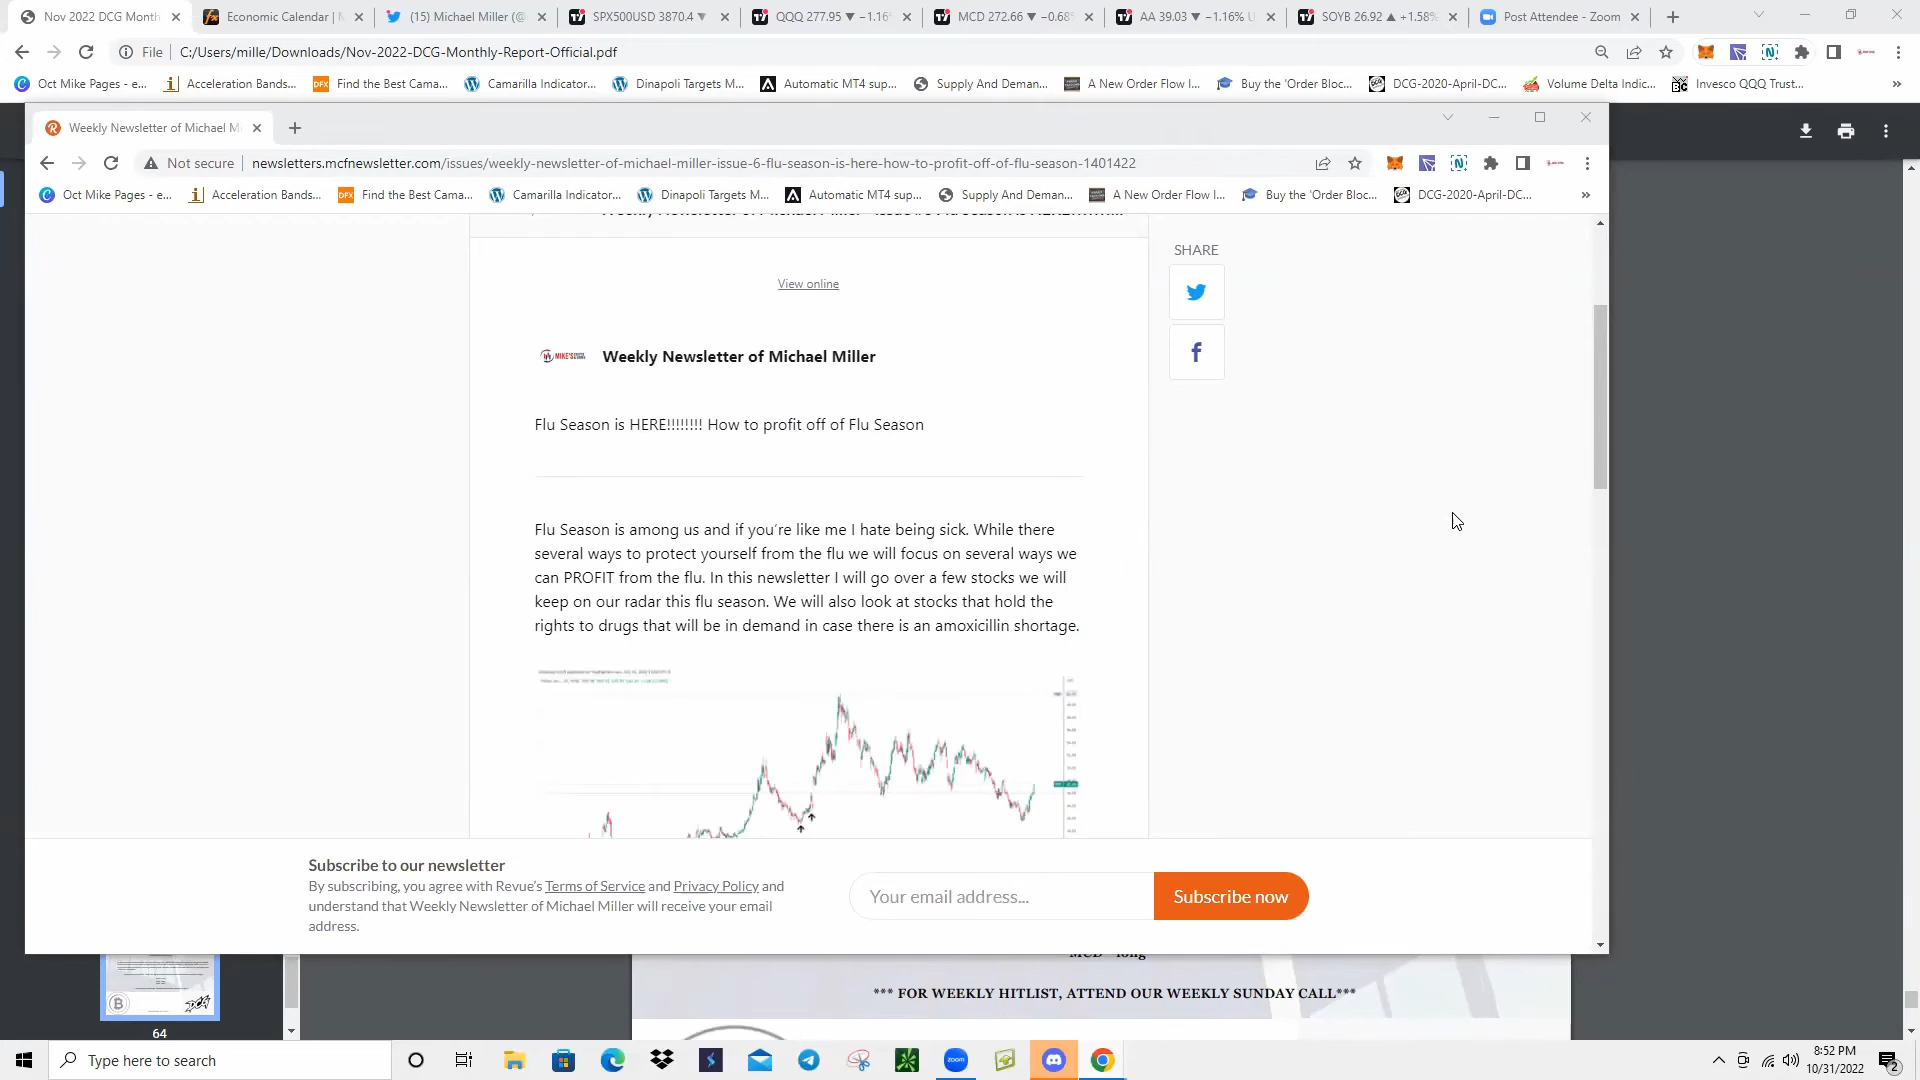 Nov 2022 DCG Month
Economic Calendar | M
(15) Michael Miller (@
SPX500USD 3870.4 ▼
QQQ 277.95 ▼ −1.16%
MCD 272.66 ▼ −0.68%
AA 39.03 ▼ −1.16% U
SOYB 26.92 ▲ +1.58%
Post Attendee - Zoom
File | C:/Users/mille/Downloads/Nov-2022-DCG-Monthly-Report-Official.pdf
Oct Mike Pages - e...
Acceleration Bands...
Find the Best Cama...
Camarilla Indicator...
Dinapoli Targets M...
Automatic MT4 sup...
Supply And Deman...
A New Order Flow I...
Buy the 'Order Bloc...
DCG-2020-April-DC...
Volume Delta Indic...
Invesco QQQ Trust...
Weekly Newsletter of Michael Mi
Not secure | newsletters.mcfnewsletter.com/issues/weekly-newsletter-of-michael-miller-issue-6-flu-season-is-here-how-to-profit-off-of-flu-season-1401422
Oct Mike Pages - e...
Acceleration Bands...
Find the Best Cama...
Camarilla Indicator...
Dinapoli Targets M...
Automatic MT4 sup...
Supply And Deman...
A New Order Flow I...
Buy the 'Order Bloc...
DCG-2020-April-DC...
SHARE
View online
Weekly Newsletter of Michael Miller
Flu Season is HERE!!!!!!!! How to profit off of Flu Season
Flu Season is among us and if you're like me I hate being sick. While there
several ways to protect yourself from the flu we will focus on several ways we
can PROFIT from the flu. In this newsletter I will go over a few stocks we will
keep on our radar this flu season. We will also look at stocks that hold the
rights to drugs that will be in demand in case there is an amoxicillin shortage.
Subscribe to our newsletter
By subscribing, you agree with Revue's Terms of Service and Privacy Policy and
understand that Weekly Newsletter of Michael Miller will receive your email
address.
Your email address...
Subscribe now
MCD - long
*** FOR WEEKLY HITLIST, ATTEND OUR WEEKLY SUNDAY CALL***
64
Type here to search
8:52 PM
10/31/2022
2